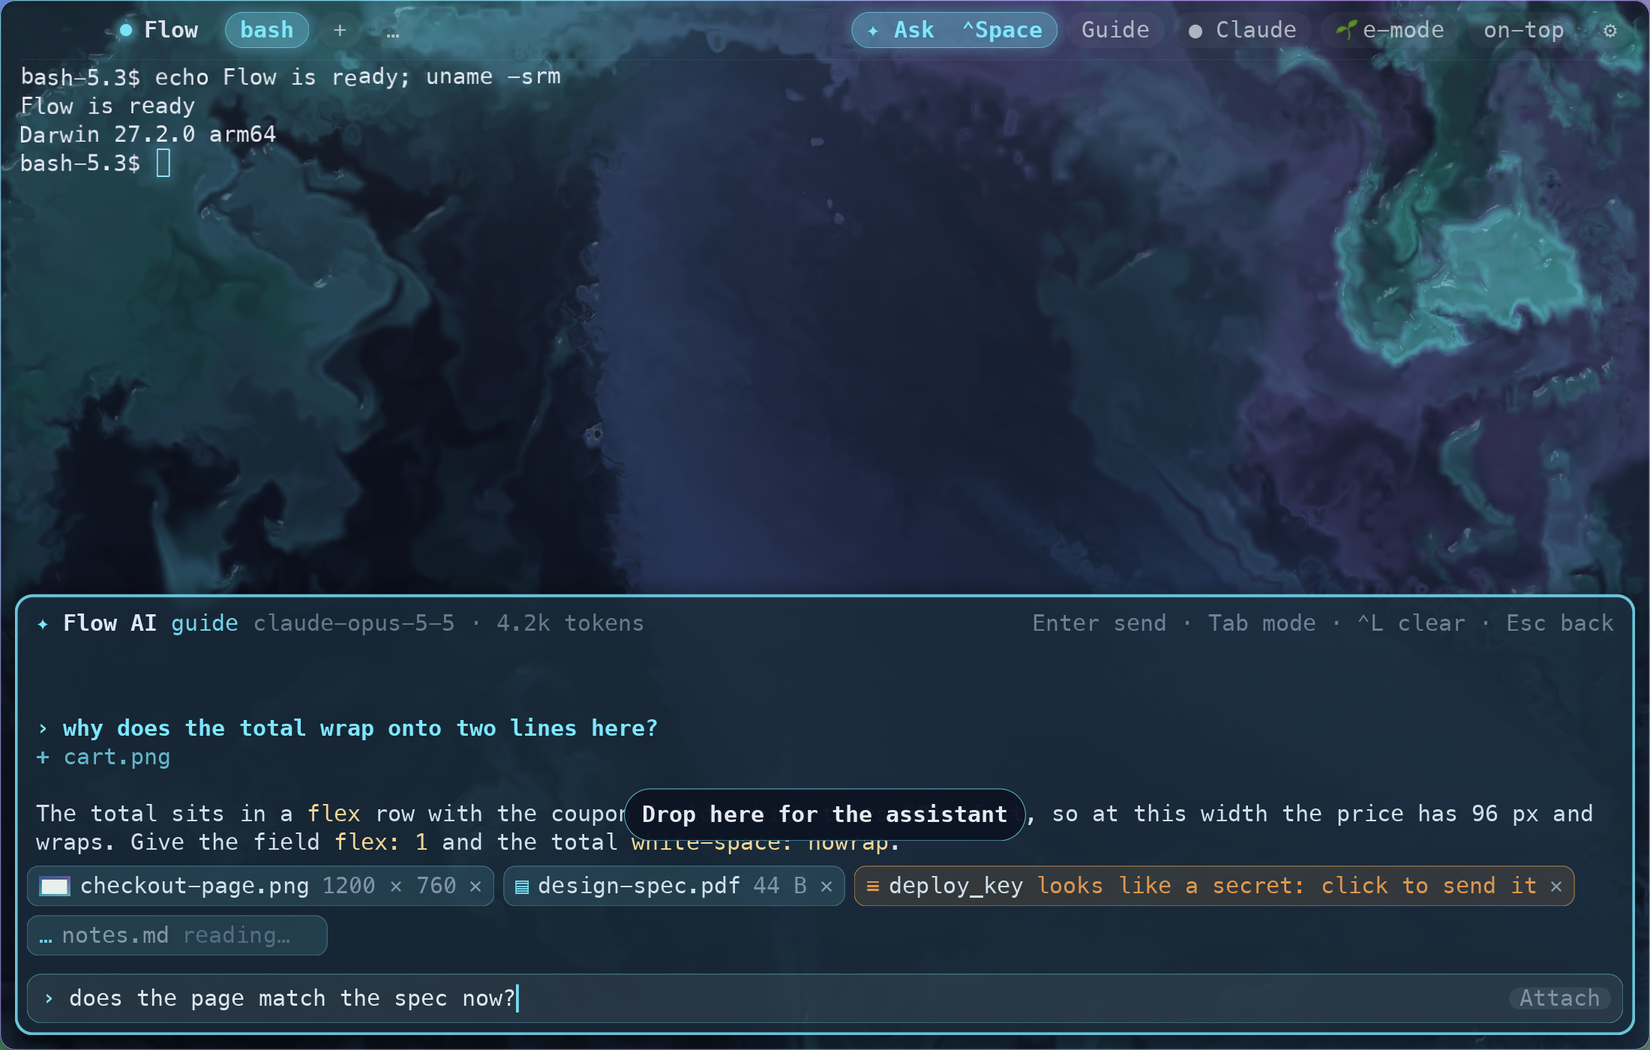 Flow bash + … ✦ Ask ^Space Guide ● Claude e-mode on-top
bash-5.3$ echo Flow is ready; uname -srm
Flow is ready
Darwin 27.2.0 arm64
bash-5.3$
✦ Flow AI guide claude-opus-5-5 · 4.2k tokens Enter send · Tab mode · ^L clear · Esc back
› why does the total wrap onto two lines here?
+ cart.png
The total sits in a flex row with the coupon , so at this width the price has 96 px and
Drop here for the assistant
wraps. Give the field flex: 1 and the total white-space: nowrap.
checkout-page.png 1200 × 760 × design-spec.pdf 44 B × deploy_key looks like a secret: click to send it ×
… notes.md reading…
› does the page match the spec now? Attach